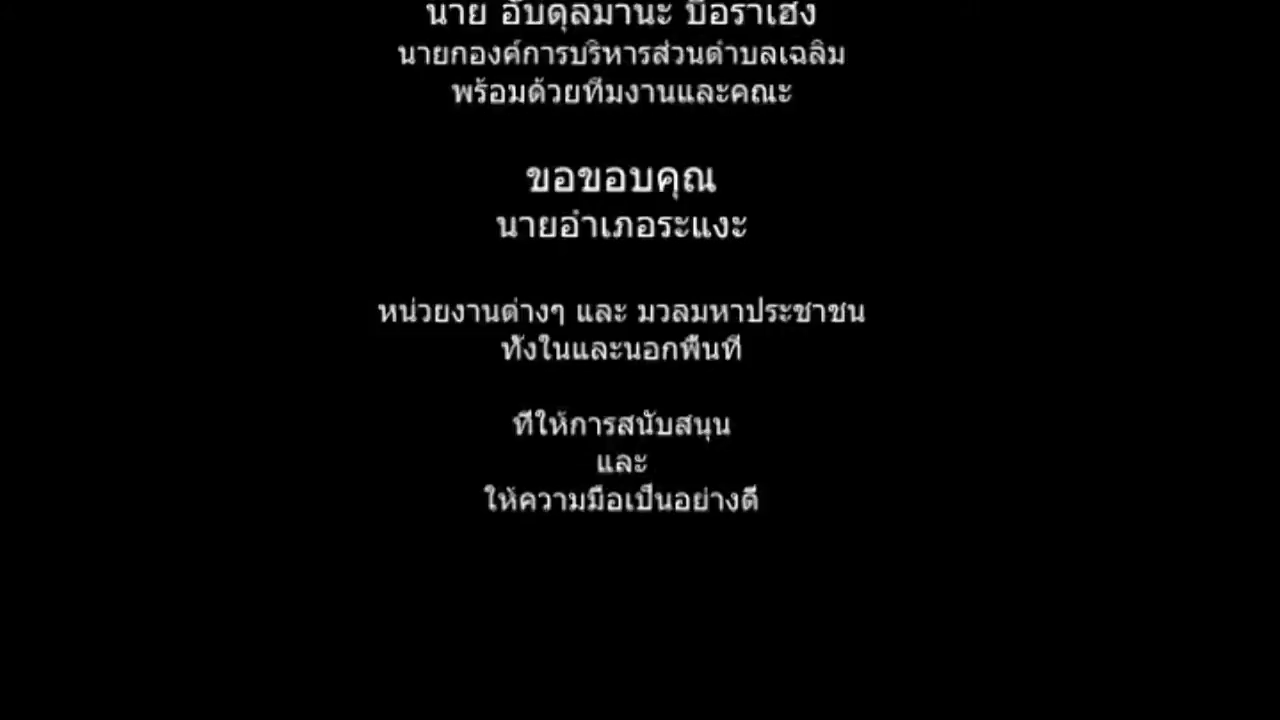 นาย อับดุลมานะ บือราเฮง
นายกองค์การบริหารส่วนตำบลเฉลิม
พร้อมด้วยทีมงานและคณะ
ขอขอบคุณ
นายอำเภอระแงะ
หน่วยงานต่างๆ และ มวลมหาประชาชน
ทั้งในและนอกพื้นที่
ที่ให้การสนับสนุน
และ
ให้ความมือเป็นอย่างดี